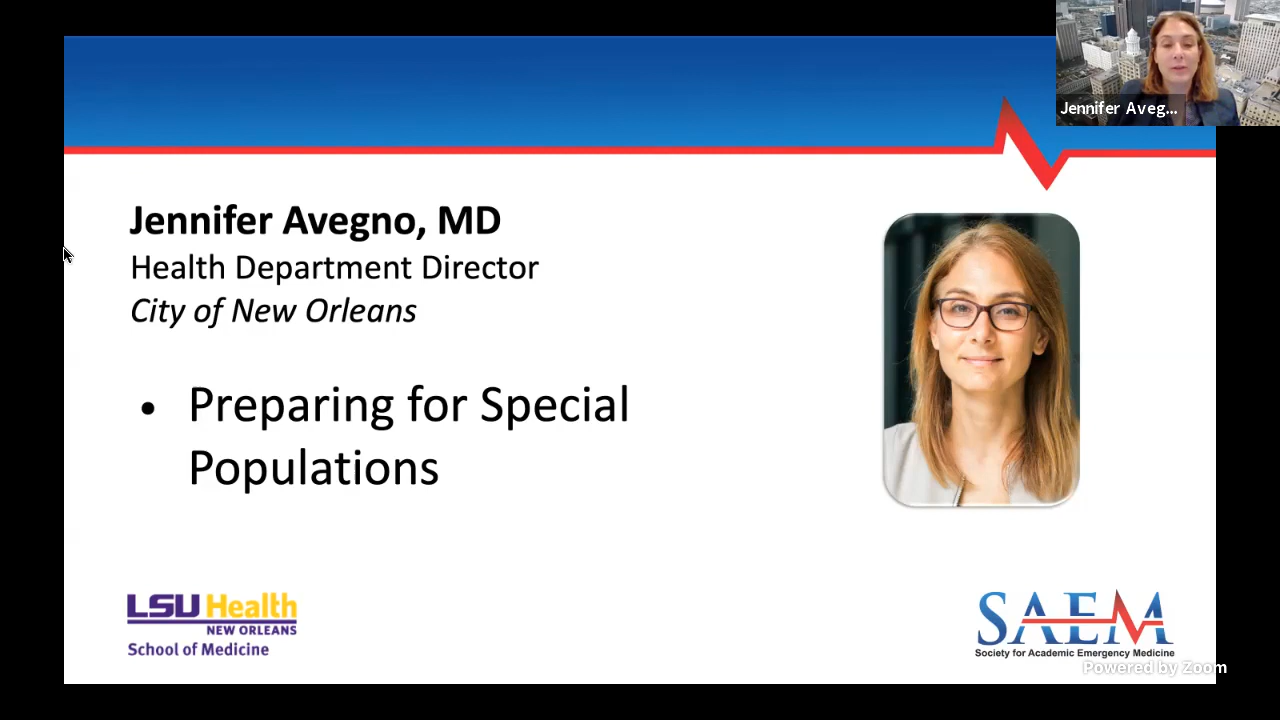 Jennifer Aveg...
Jennifer Avegno, MD
Health Department Director
City of New Orleans
• Preparing for Special
Populations
LSU Health
NEW ORLEANS
School of Medicine
SAEM
Society for Academic Emergency Medicine
Powered by Zoom